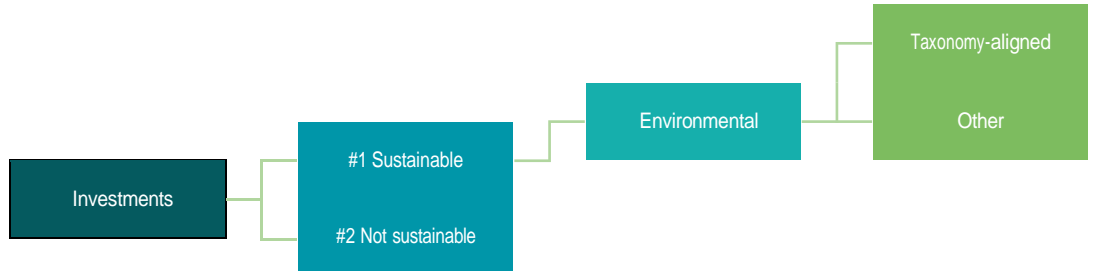 Investments
#1 Sustainable
#2 Not sustainable
Environmental
Taxonomy-aligned
Other